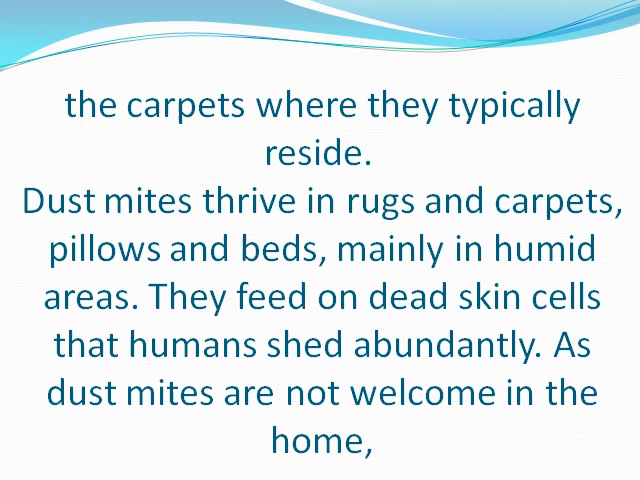 the carpets where they typically
reside.
Dust mites thrive in rugs and carpets,
pillows and beds, mainly in humid
areas. They feed on dead skin cells
that humans shed abundantly. As
dust mites are not welcome in the
home,